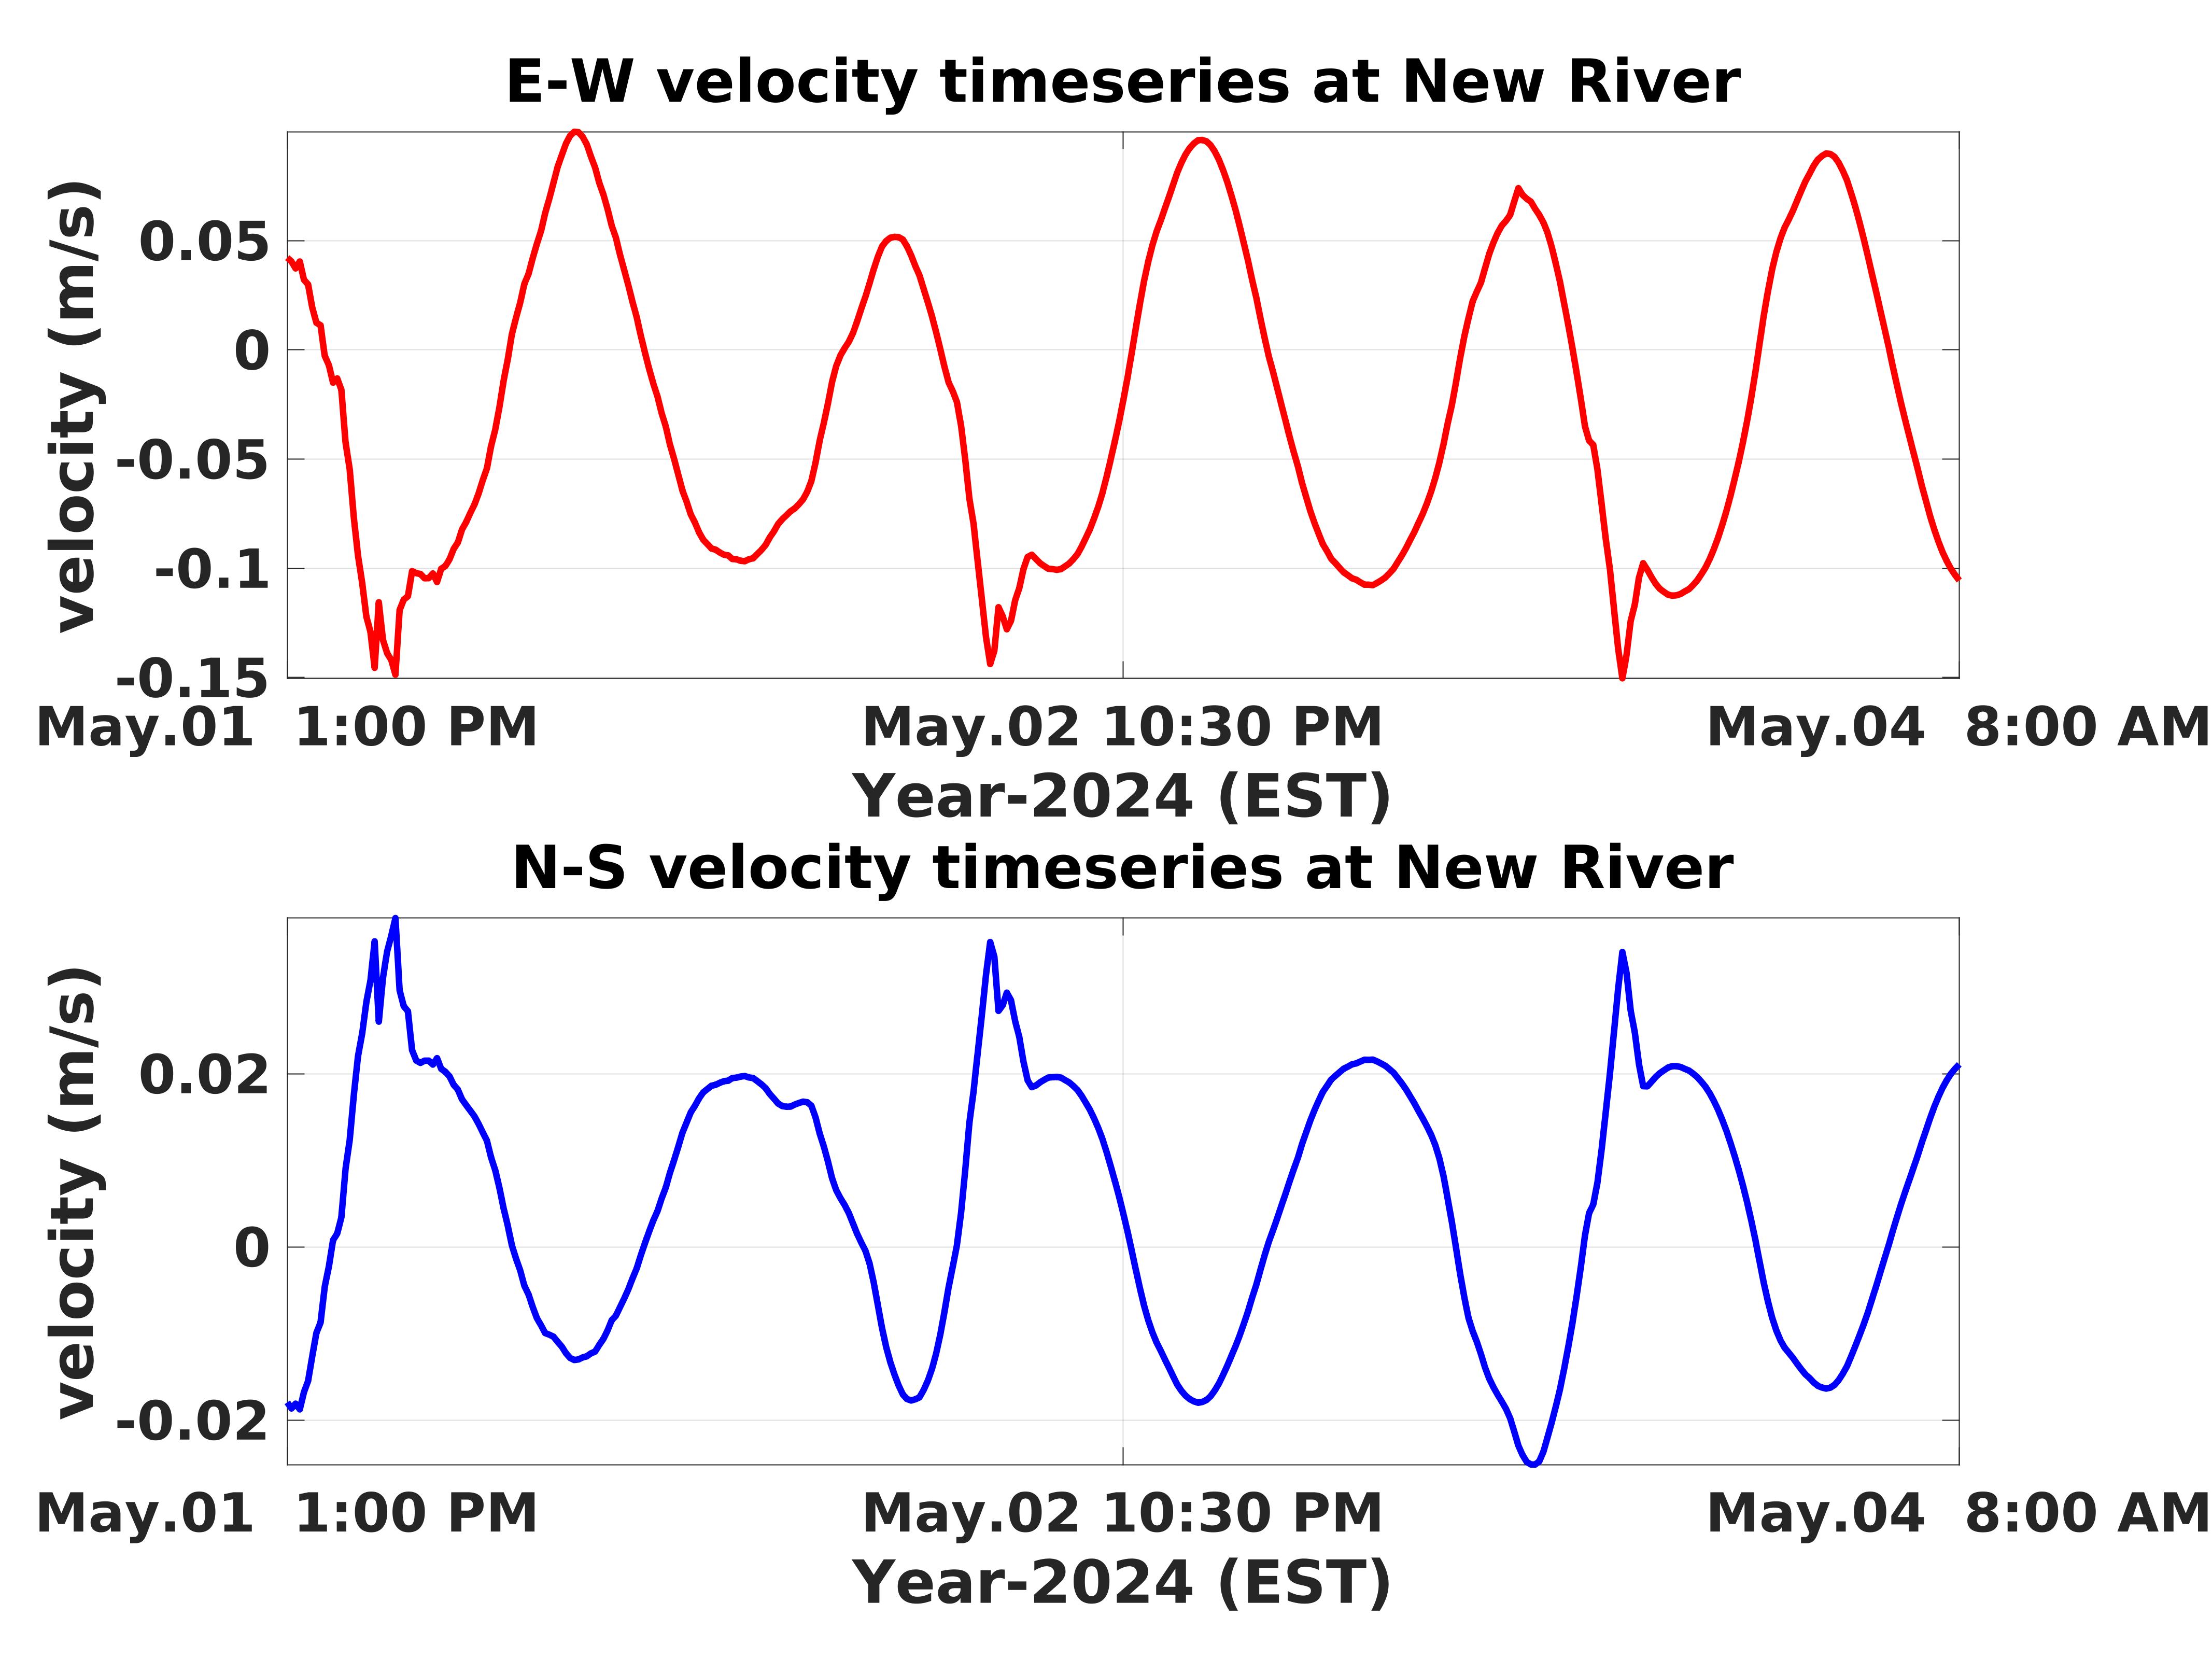 E-W velocity timeseries at New River
velocity (m/s)
0.05
0
-0.05
-0.1
-0.15
May.01  1:00 PM May.02 10:30 PM May.04  8:00 AM
Year-2024 (EST)
N-S velocity timeseries at New River
velocity (m/s)
0.02
0
-0.02
May.01  1:00 PM May.02 10:30 PM May.04  8:00 AM
Year-2024 (EST)